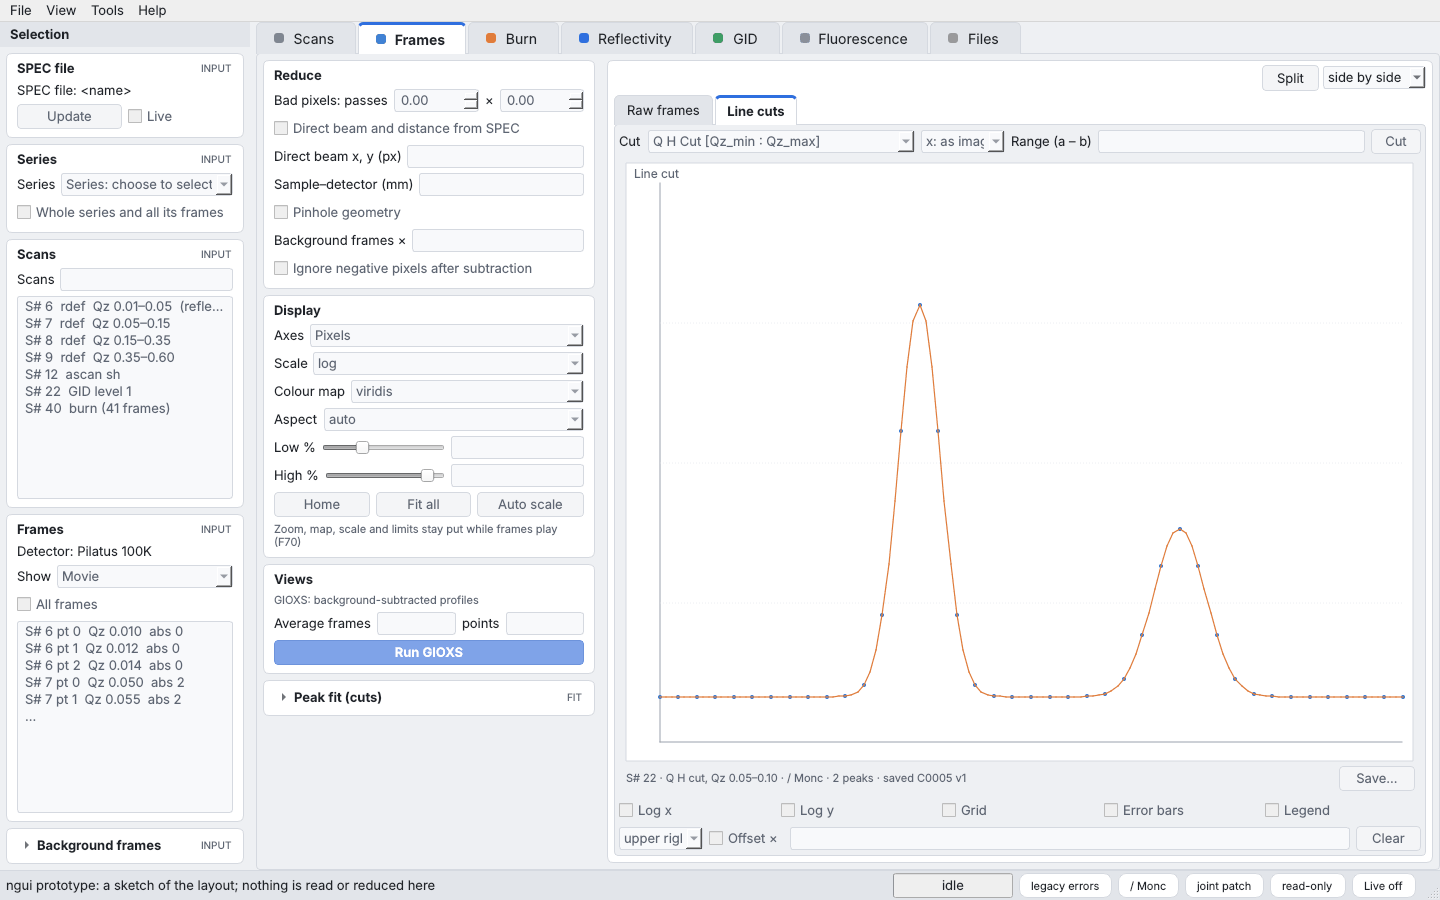 File View Tools Help
Selection
SPEC file INPUT
SPEC file: <name>
Update Live
Series INPUT
Series Series: choose to select
Whole series and all its frames
Scans INPUT
Scans
S# 6 rdef Qz 0.01–0.05 (refle...
S# 7 rdef Qz 0.05–0.15
S# 8 rdef Qz 0.15–0.35
S# 9 rdef Qz 0.35–0.60
S# 12 ascan sh
S# 22 GID level 1
S# 40 burn (41 frames)
Frames INPUT
Detector: Pilatus 100K
Show Movie
All frames
S# 6 pt 0 Qz 0.010 abs 0
S# 6 pt 1 Qz 0.012 abs 0
S# 6 pt 2 Qz 0.014 abs 0
S# 7 pt 0 Qz 0.050 abs 2
S# 7 pt 1 Qz 0.055 abs 2
...
Background frames INPUT
Scans Frames Burn Reflectivity GID Fluorescence Files
Reduce
Bad pixels: passes 0.00 × 0.00
Direct beam and distance from SPEC
Direct beam x, y (px)
Sample–detector (mm)
Pinhole geometry
Background frames ×
Ignore negative pixels after subtraction
Display
Axes Pixels
Scale log
Colour map viridis
Aspect auto
Low %
High %
Home Fit all Auto scale
Zoom, map, scale and limits stay put while frames play
(F70)
Views
GIOXS: background-subtracted profiles
Average frames points
Run GIOXS
Peak fit (cuts) FIT
Split side by side
Raw frames Line cuts
Cut Q H Cut [Qz_min : Qz_max] x: as imag Range (a – b) Cut
Line cut
S# 22 · Q H cut, Qz 0.05–0.10 · / Monc · 2 peaks · saved C0005 v1 Save...
Log x Log y Grid Error bars Legend
upper rigl Offset × Clear
ngui prototype: a sketch of the layout; nothing is read or reduced here idle legacy errors / Monc joint patch read-only Live off